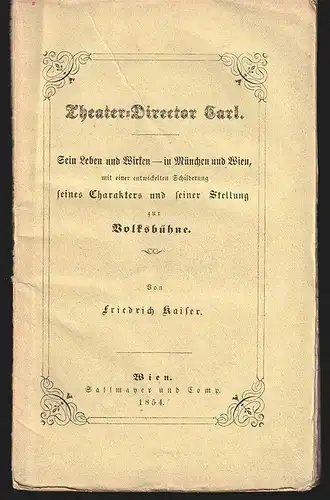 Theater-Director Carl.
Sein Leben und Wirken — in München und Wien,
mit einer entwickelten Schilderung
seines Charakters und seiner Stellung
zur
Volksbühne.
Von
Friedrich Kaiser.
Wien.
Sallmayer und Comp.
1854.